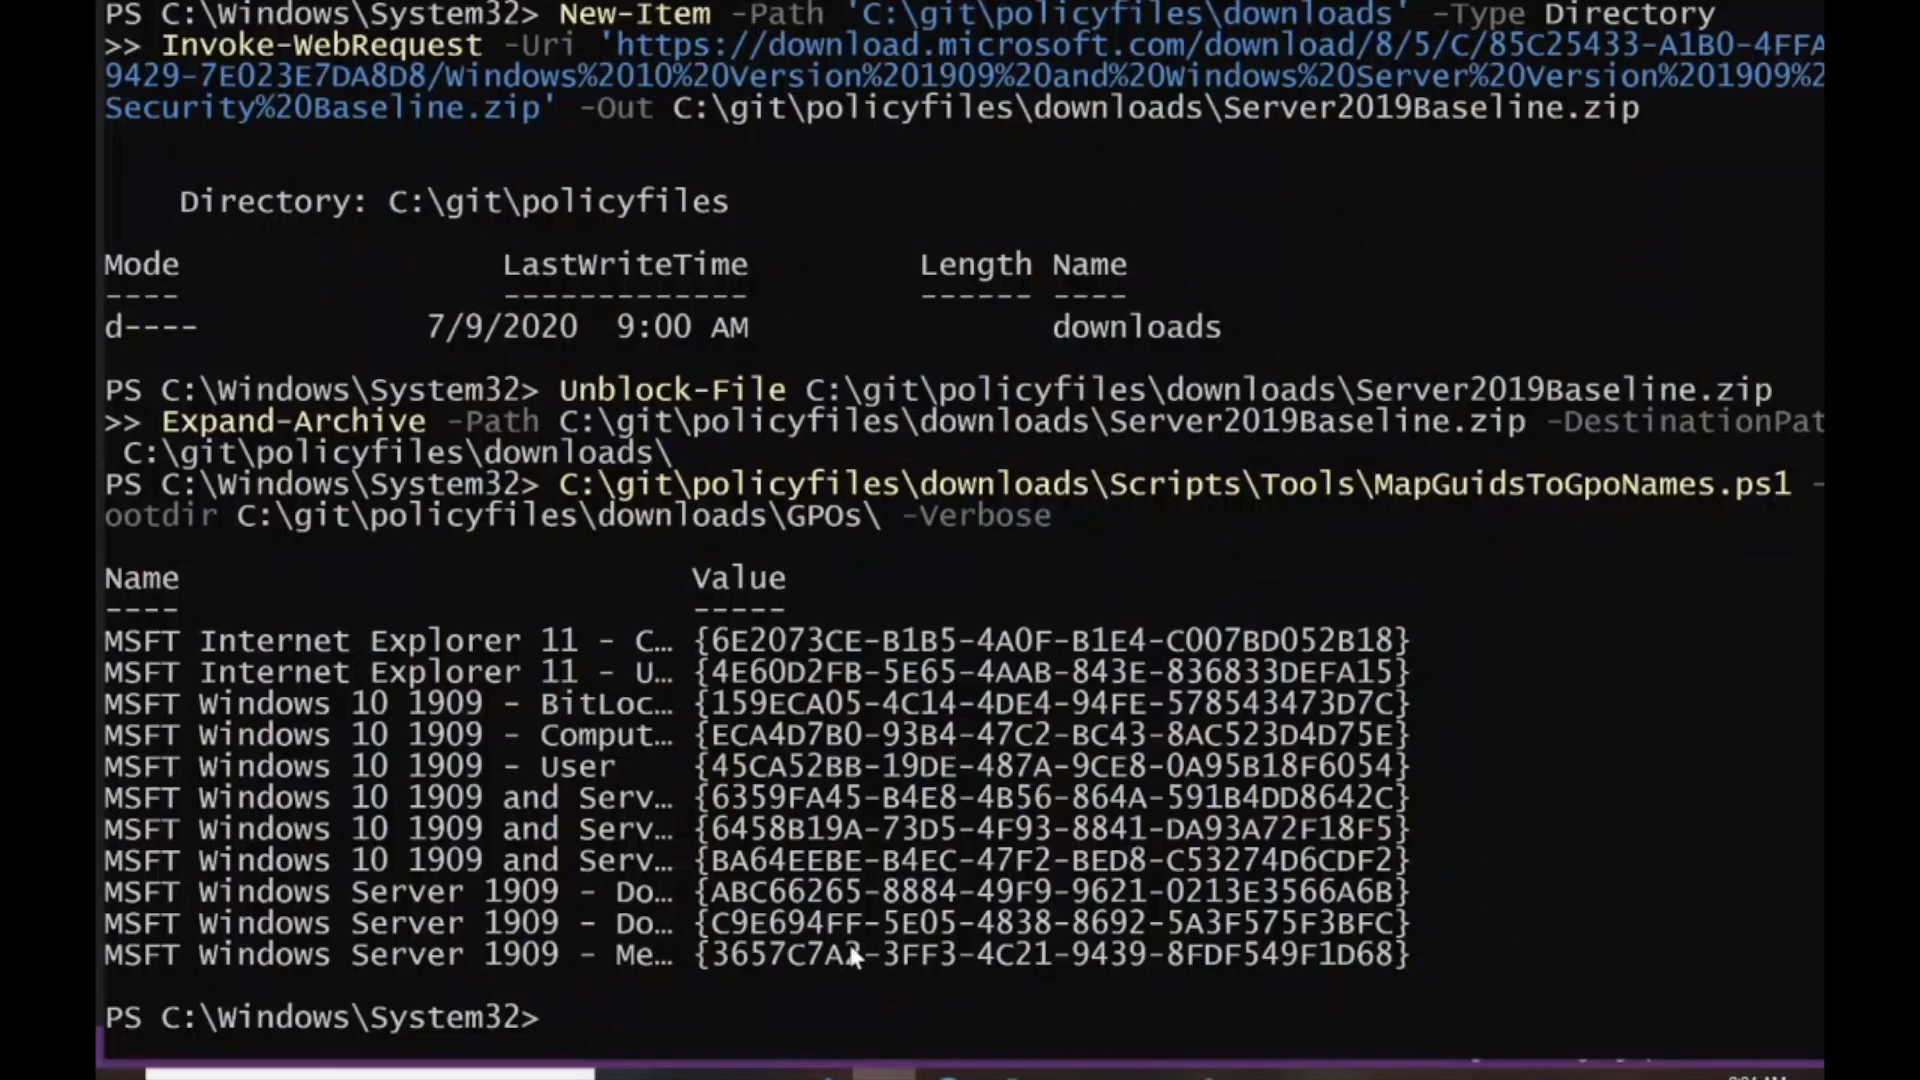 PS C:\Windows\System32> New-Item -Path 'C:\git\policyfiles\downloads' -Type Directory
>> Invoke-WebRequest -Uri 'https://download.microsoft.com/download/8/5/C/85C25433-A1B0-4FFA
9429-7E023E7DA8D8/Windows%2010%20Version%201909%20and%20Windows%20Server%20Version%201909%2
Security%20Baseline.zip' -Out C:\git\policyfiles\downloads\Server2019Baseline.zip
Directory: C:\git\policyfiles
Mode LastWriteTime Length Name
---- ------------- ------ ----
d---- 7/9/2020 9:00 AM downloads
PS C:\Windows\System32> Unblock-File C:\git\policyfiles\downloads\Server2019Baseline.zip
>> Expand-Archive -Path C:\git\policyfiles\downloads\Server2019Baseline.zip -DestinationPat
C:\git\policyfiles\downloads\
PS C:\Windows\System32> C:\git\policyfiles\downloads\Scripts\Tools\MapGuidsToGpoNames.ps1 -
ootdir C:\git\policyfiles\downloads\GPOs\ -Verbose
Name Value
---- -----
MSFT Internet Explorer 11 - C… {6E2073CE-B1B5-4A0F-B1E4-C007BD052B18}
MSFT Internet Explorer 11 - U… {4E60D2FB-5E65-4AAB-843E-836833DEFA15}
MSFT Windows 10 1909 - BitLoc… {159ECA05-4C14-4DE4-94FE-578543473D7C}
MSFT Windows 10 1909 - Comput… {ECA4D7B0-93B4-47C2-BC43-8AC523D4D75E}
MSFT Windows 10 1909 - User {45CA52BB-19DE-487A-9CE8-0A95B18F6054}
MSFT Windows 10 1909 and Serv… {6359FA45-B4E8-4B56-864A-591B4DD8642C}
MSFT Windows 10 1909 and Serv… {6458B19A-73D5-4F93-8841-DA93A72F18F5}
MSFT Windows 10 1909 and Serv… {BA64EEBE-B4EC-47F2-BED8-C53274D6CDF2}
MSFT Windows Server 1909 - Do… {ABC66265-8884-49F9-9621-0213E3566A6B}
MSFT Windows Server 1909 - Do… {C9E694FF-5E05-4838-8692-5A3F575F3BFC}
MSFT Windows Server 1909 - Me… {3657C7A2-3FF3-4C21-9439-8FDF549F1D68}
PS C:\Windows\System32>